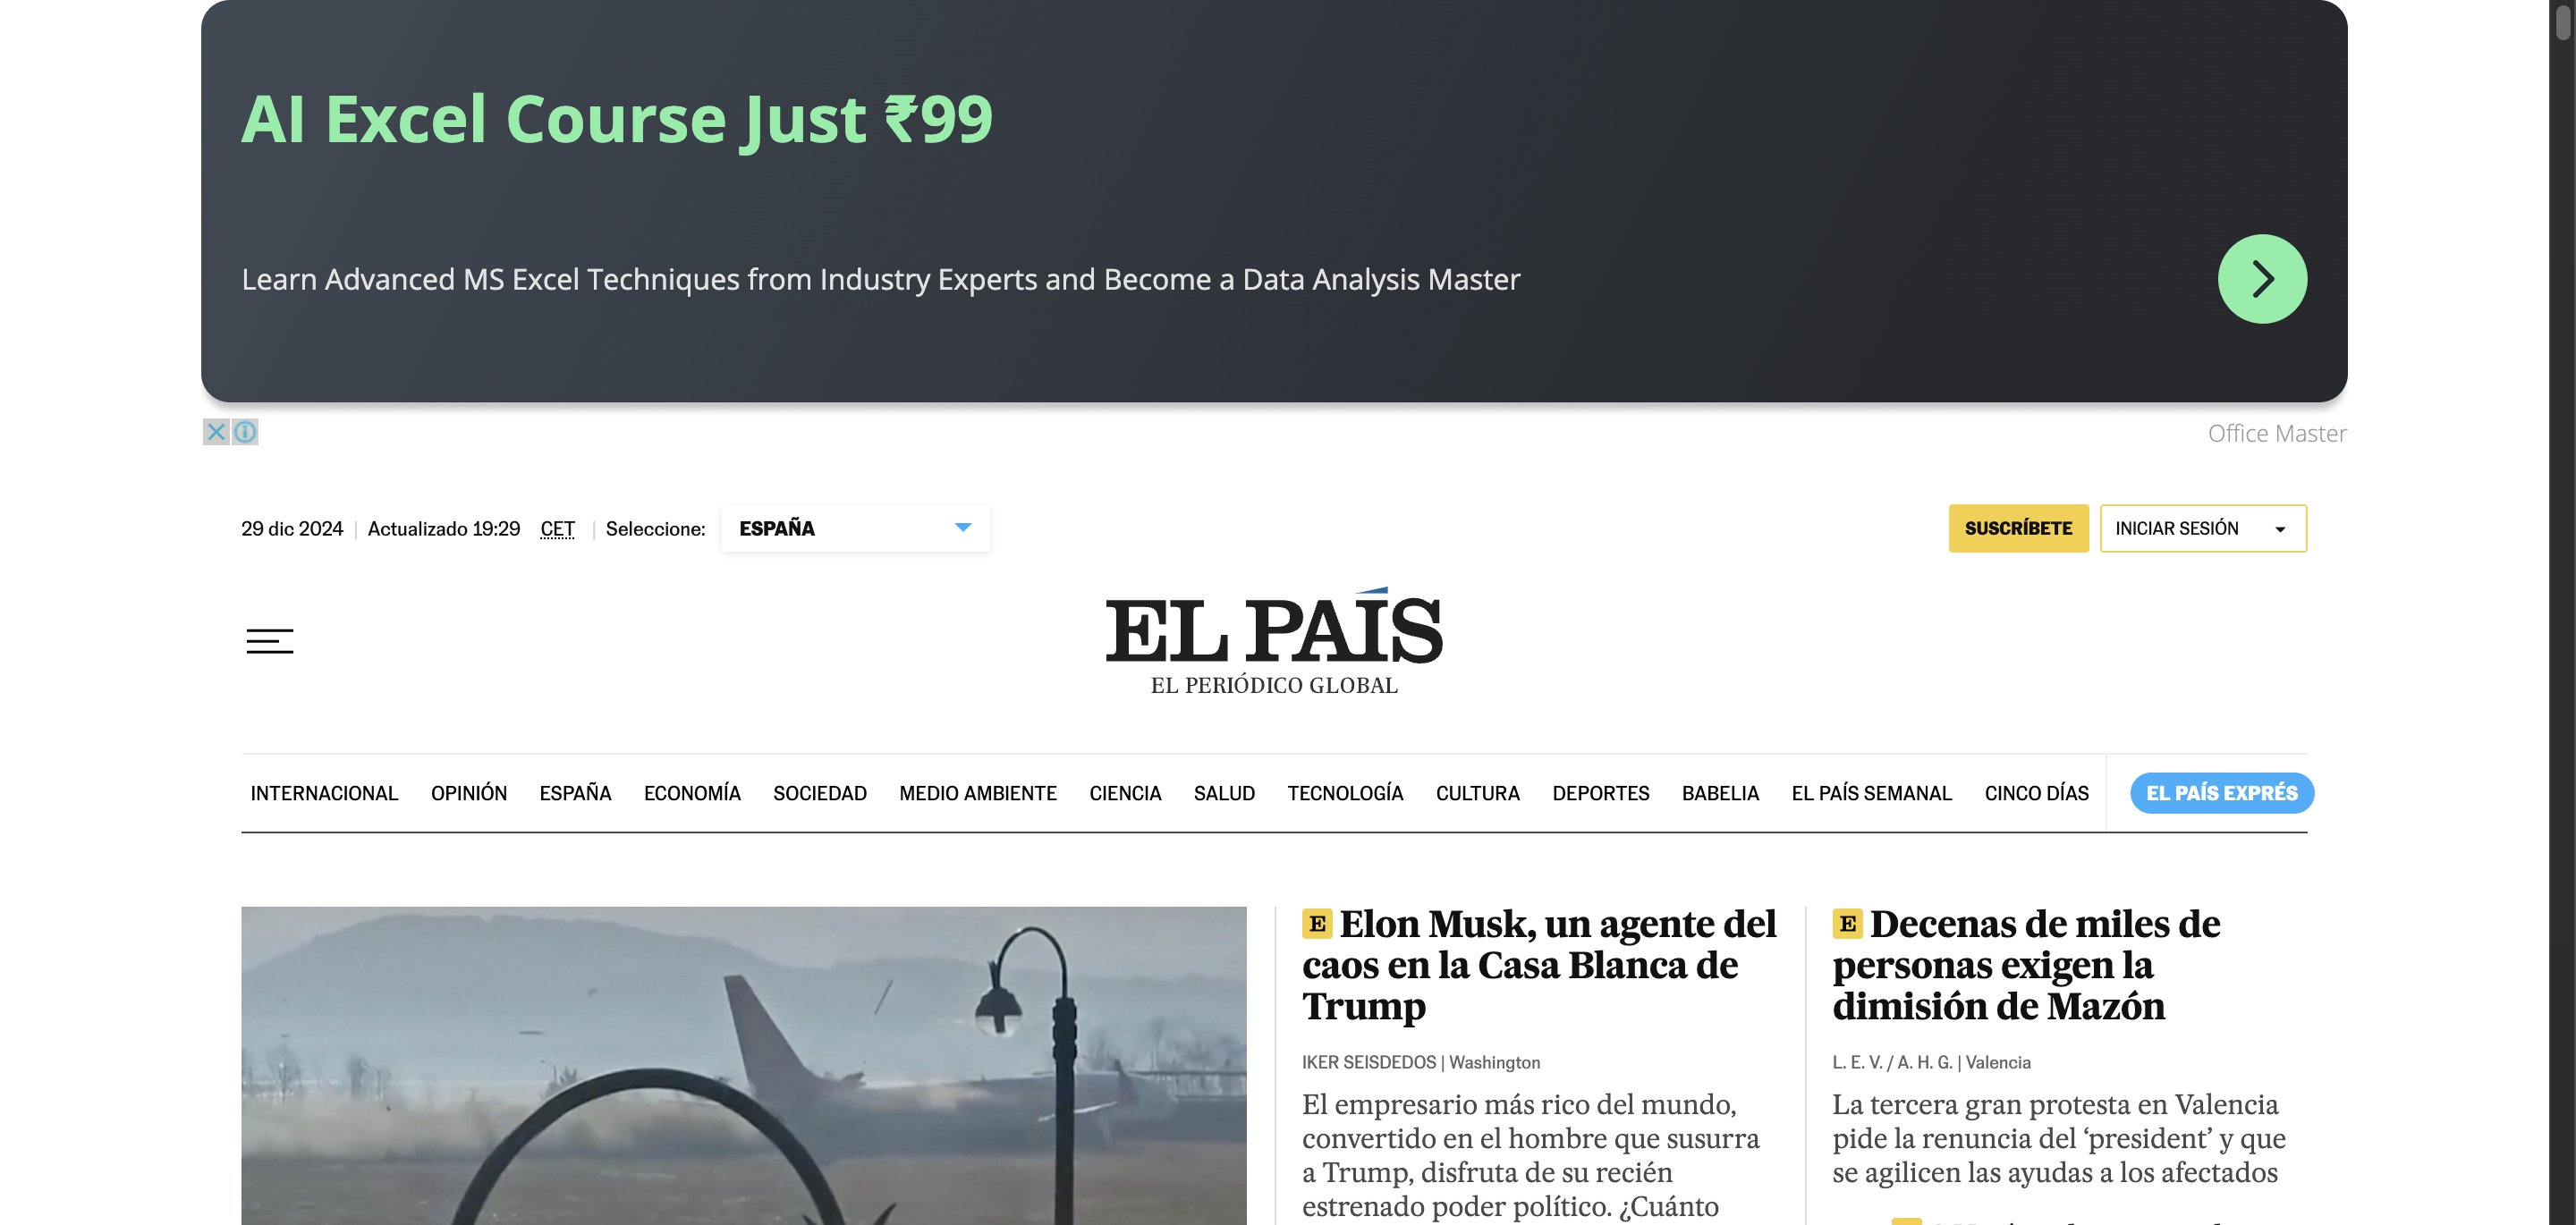 AI Excel Course Just ₹99
Learn Advanced MS Excel Techniques from Industry Experts and Become a Data Analysis Master
Office Master
29 dic 2024 | Actualizado 19:29 CET | Seleccione: ESPAÑA
SUSCRÍBETE
INICIAR SESIÓN
EL PAÍS
EL PERIÓDICO GLOBAL
INTERNACIONAL OPINIÓN ESPAÑA ECONOMÍA SOCIEDAD MEDIO AMBIENTE CIENCIA SALUD TECNOLOGÍA CULTURA DEPORTES BABELIA EL PAÍS SEMANAL CINCO DÍAS EL PAÍS EXPRÉS
E Elon Musk, un agente del
caos en la Casa Blanca de
Trump
IKER SEISDEDOS | Washington
El empresario más rico del mundo,
convertido en el hombre que susurra
a Trump, disfruta de su recién
estrenado poder político. ¿Cuánto
E Decenas de miles de
personas exigen la
dimisión de Mazón
L. E. V. / A. H. G. | Valencia
La tercera gran protesta en Valencia
pide la renuncia del ‘president’ y que
se agilicen las ayudas a los afectados